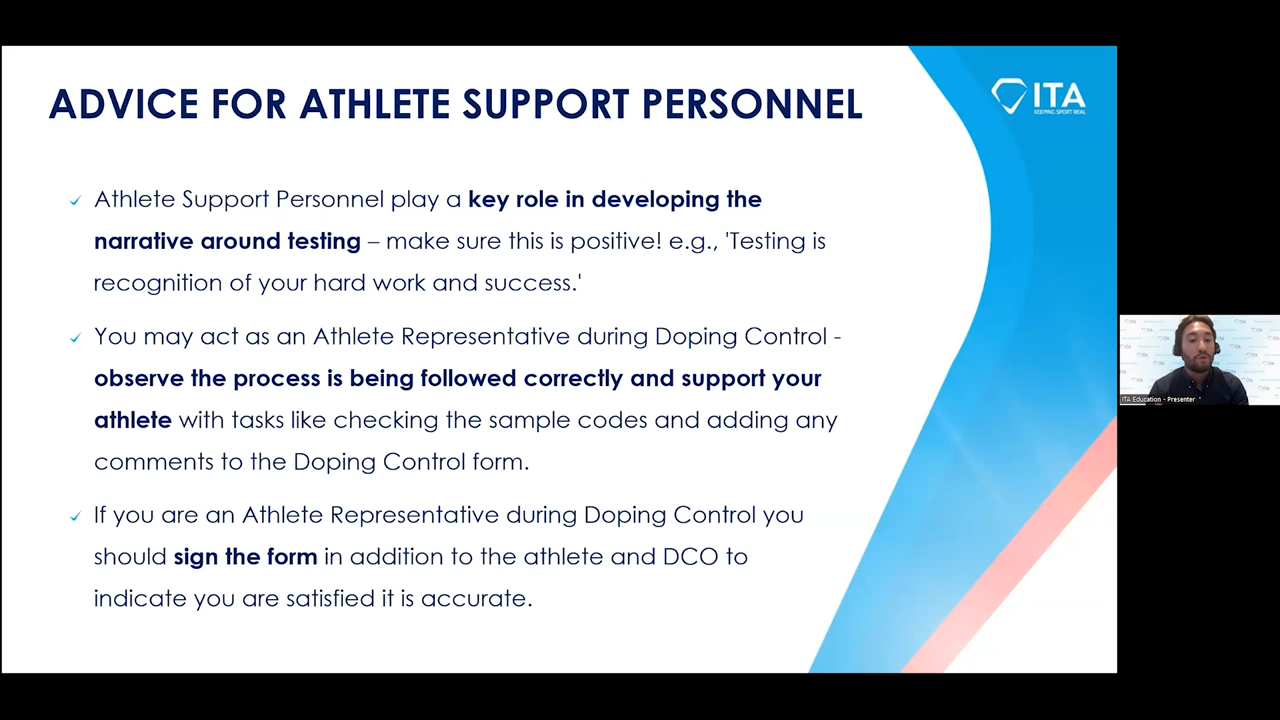 ADVICE FOR ATHLETE SUPPORT PERSONNEL
ITA
KEEPING SPORT REAL
Athlete Support Personnel play a key role in developing the
narrative around testing – make sure this is positive! e.g., 'Testing is
recognition of your hard work and success.'
You may act as an Athlete Representative during Doping Control -
observe the process is being followed correctly and support your
athlete with tasks like checking the sample codes and adding any
comments to the Doping Control form.
If you are an Athlete Representative during Doping Control you
should sign the form in addition to the athlete and DCO to
indicate you are satisfied it is accurate.
ITA Education - Presenter